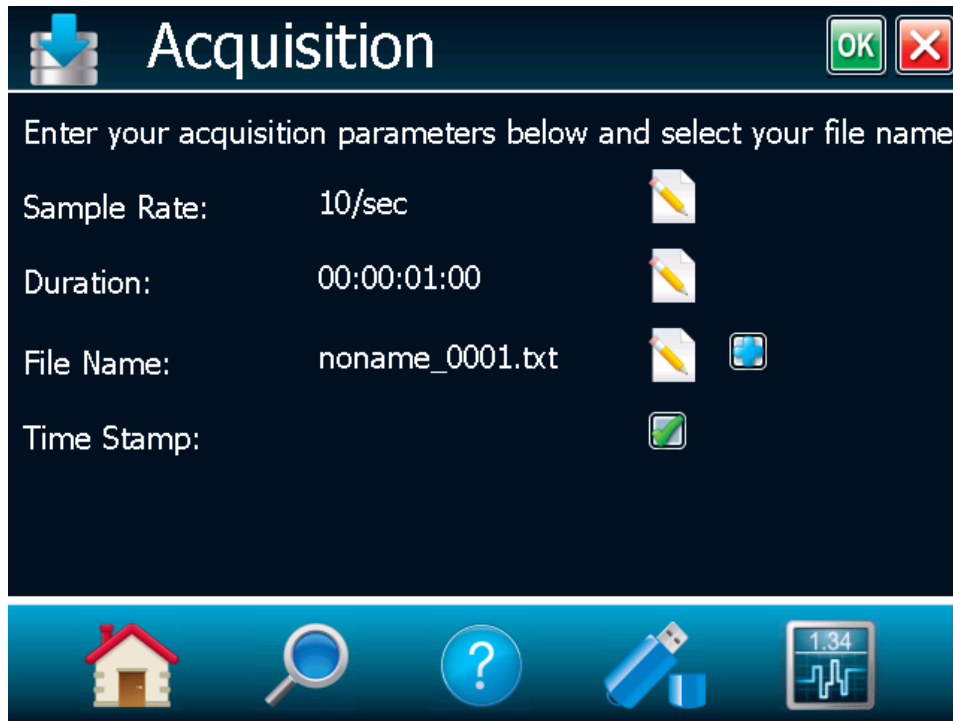 Acquisition
OK
Enter your acquisition parameters below and select your file name
Sample Rate: 10/sec
Duration: 00:00:01:00
File Name: noname_0001.txt
Time Stamp:
?
1.34